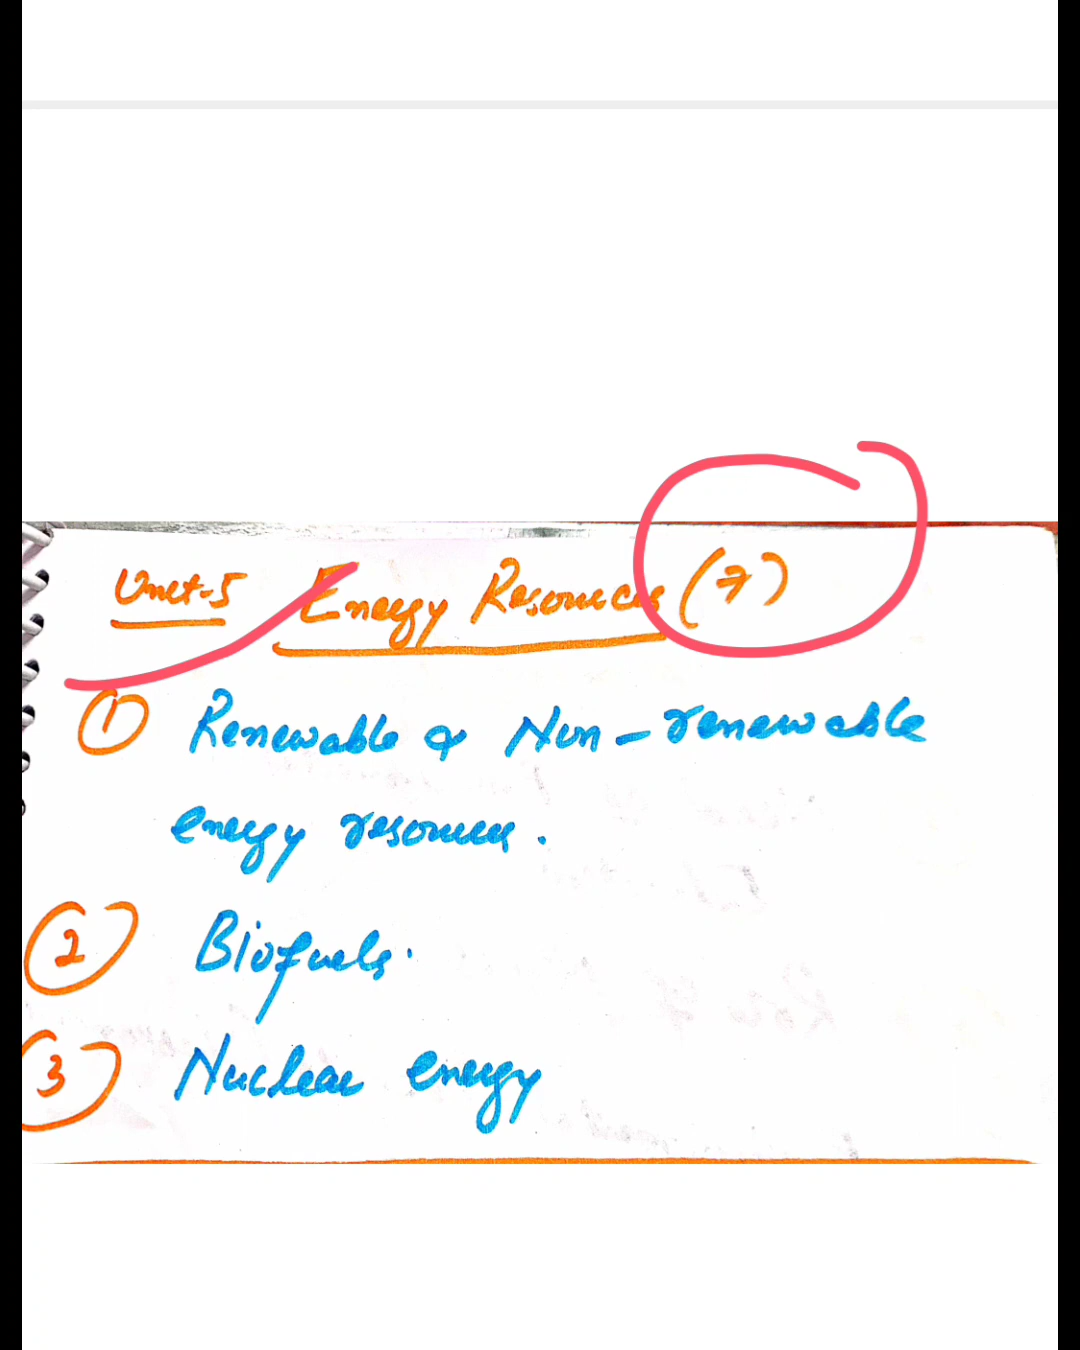 Unit-5 Energy Resources (7)
① Renewable & Non-renewable
energy resources.
② Biofuels.
③ Nuclear energy